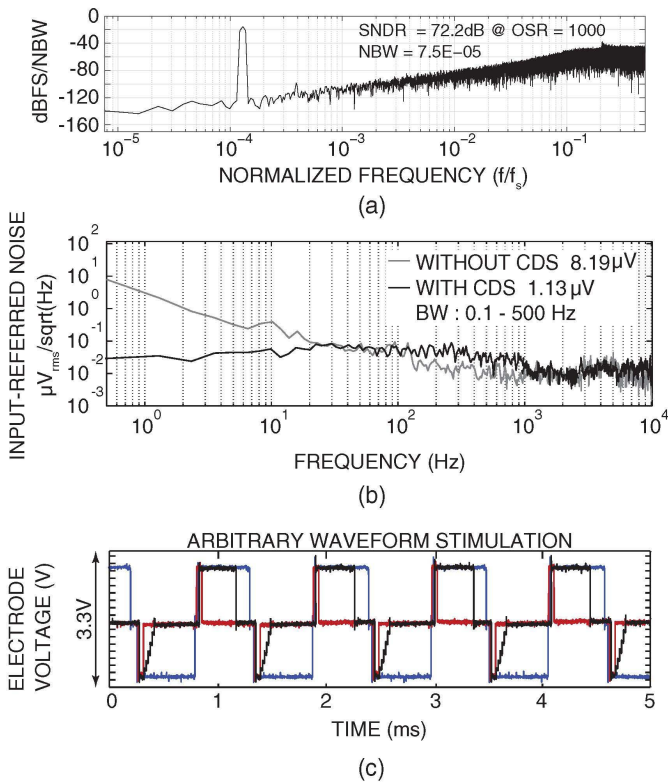 0
-40
-80
-120
-160
dBFS/NBW
SNDR = 72.2dB @ OSR = 1000
NBW = 7.5E-05
10^-5
10^-4
10^-3
10^-2
10^-1
NORMALIZED FREQUENCY (f/f_s)
(a)
INPUT-REFERRED NOISE
μV_rms/sqrt(Hz)
10^2
10^1
10^0
10^-1
10^-2
10^-3
WITHOUT CDS 8.19μV
WITH CDS 1.13μV
BW : 0.1 - 500 Hz
10^0
10^1
10^2
10^3
10^4
FREQUENCY (Hz)
(b)
ARBITRARY WAVEFORM STIMULATION
ELECTRODE
VOLTAGE (V)
3.3V
0
1
2
3
4
5
TIME (ms)
(c)